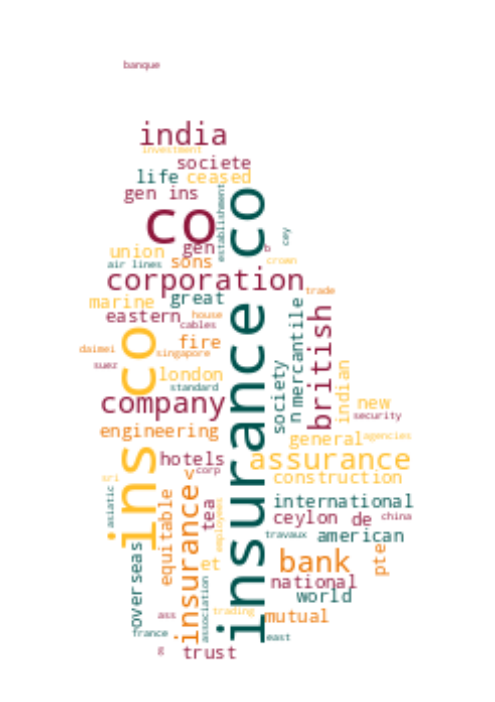 banque
india
investment
societe
life
ceased
gen ins
establishment
co
insurance co
cey
gen
b
union
air lines
sons
crown
corporation
trade
marine
great
eastern
house
cables
mercantile
british
ins co
fire
daimei
singapore
suez
london
society
indian
standard
company
n
new
security
engineering
general
agencies
hotels
assurance
v
corp
construction
sri
asiatic
equitable
insurance
tea
employment
international
ceylon
de
china
travaux
american
overseas
et
bank
pte
national
association
world
ass
trading
mutual
france
east
g
trust